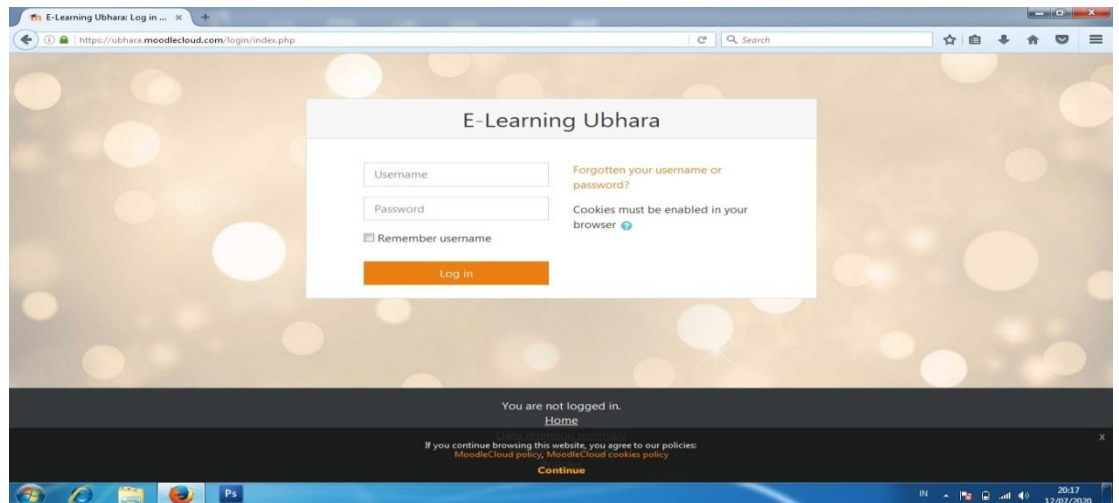 E-Learning Ubhara: Log in ...
https://ubhara.moodlecloud.com/login/index.php
Search
E-Learning Ubhara
Username
Forgotten your username or
password?
Password
Cookies must be enabled in your
browser
Remember username
Log in
You are not logged in.
Home
Data retention summary
If you continue browsing this website, you agree to our policies:
MoodleCloud policy, MoodleCloud cookies policy
x
Continue
Ps
IN
20:17
12/07/2020